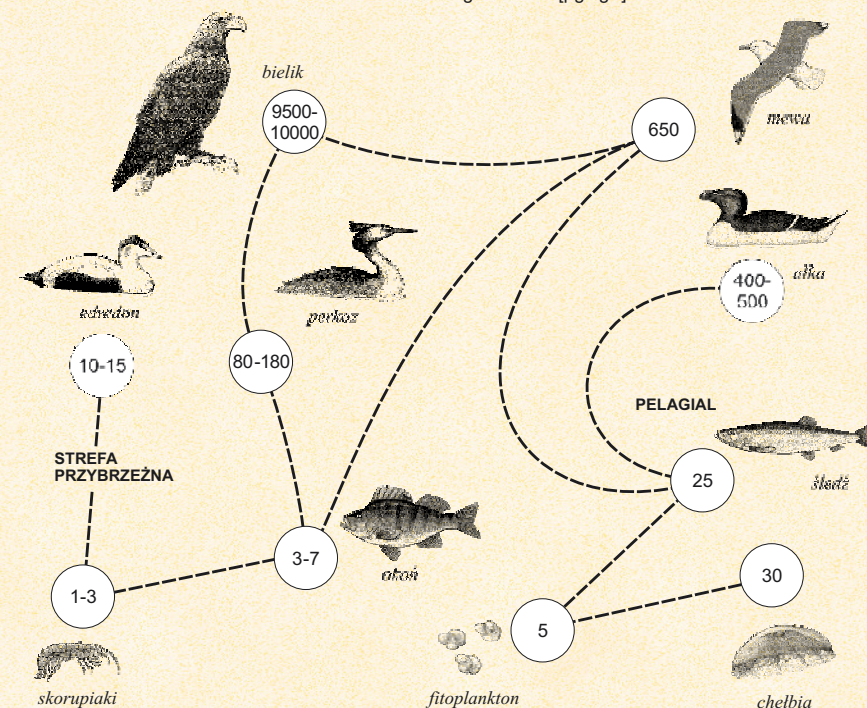 bielik
9500-
10000
650
mewa
alka
400-
500
edredon
perkoz
10-15
80-180
PELAGIAL
STREFA
PRZYBRZEŻNA
śledź
25
3-7
okoń
30
1-3
5
skorupiaki
fitoplankton
chełbia